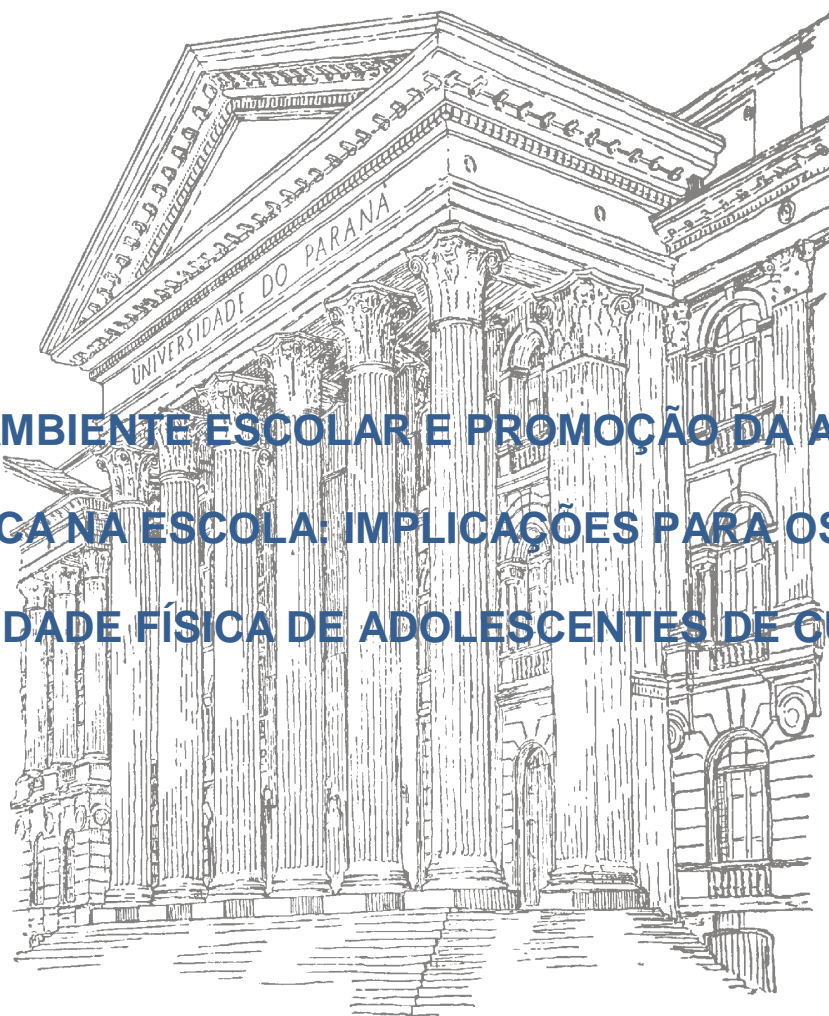 UNIVERSIDADE DO PARANÁ
MBIENTE ESCOLAR E PROMOÇÃO DA A
CA NA ESCOLA: IMPLICAÇÕES PARA OS
DADE FÍSICA DE ADOLESCENTES DE CU